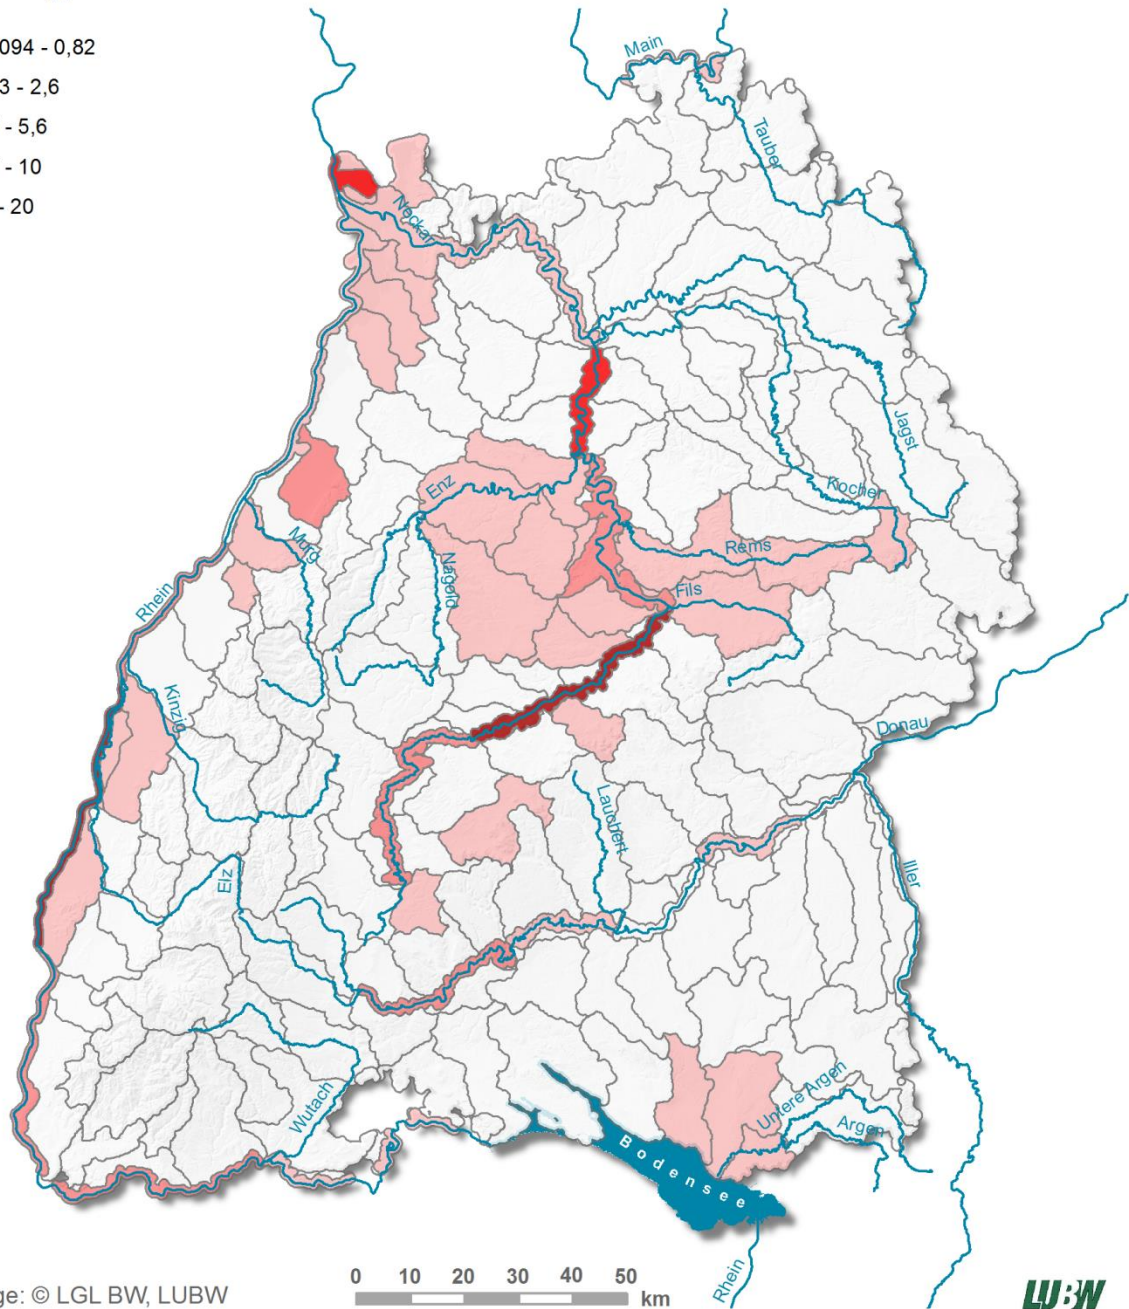 094 - 0,82
3 - 2,6
- 5,6
- 10
- 20
Main
Tauber
Neckar
Jagst
Kocher
Enz
Murg
Nagold
Rems
Fils
Rhein
Kinzig
Donau
Lauchert
Elz
Iller
Wutach
Untere Argen
Argen
Bodensee
Rhein
0 10 20 30 40 50
km
ge: © LGL BW, LUBW
LUBW